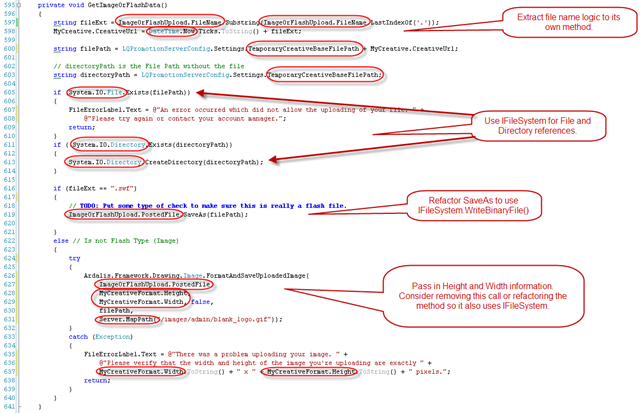 595 private void GetImageOrFlashData()
596 {
597 string fileExt = ImageOrFlashUpload.FileName.Substring(ImageOrFlashUpload.FileName.LastIndexOf('.'));
598 MyCreative.CreativeUrl = DateTime.Now.Ticks.ToString() + fileExt;
599
600 string filePath = LQPromotionServerConfig.Settings.TemporaryCreativeBaseFilePath + MyCreative.CreativeUrl;
601
602 // directoryPath is the File Path without the file
603 string directoryPath = LQPromotionServerConfig.Settings.TemporaryCreativeBaseFilePath;
604
605 if (System.IO.File.Exists(filePath))
606 {
607 FileErrorLabel.Text = @"An error occurred which did not allow the uploading of your file. " +
608 @"Please try again or contact your account manager.";
609 return;
610 }
611 if (!System.IO.Directory.Exists(directoryPath))
612 {
613 System.IO.Directory.CreateDirectory(directoryPath);
614 }
615
616 if (fileExt == ".swf")
617 {
618 // TODO: Put some type of check to make sure this is really a flash file.
619 ImageOrFlashUpload.PostedFile.SaveAs(filePath);
620
621 }
622 else // Is not Flash Type (Image)
623 {
624 try
625 {
626 Ardalis.Framework.Drawing.Image.FormatAndSaveUploadedImage(
627 ImageOrFlashUpload.PostedFile,
628 MyCreativeFormat.Height,
629 MyCreativeFormat.Width, false,
630 filePath,
631 Server.MapPath("/images/admin/blank_logo.gif"));
632 }
633 catch (Exception)
634 {
635 FileErrorLabel.Text = @"There was a problem uploading your image. " +
636 @"Please verify that the width and height of the image you're uploading are exactly " +
637 MyCreativeFormat.Width.ToString() + " x " + MyCreativeFormat.Height.ToString() + " pixels.";
638 return;
639 }
640 }
641 }
Extract file name logic to its
own method.
Use IFileSystem for File and
Directory references.
Refactor SaveAs to use
IFileSystem.WriteBinaryFile()
Pass in Height and Width information.
Consider removing this call or refactoring the
method so it also uses IFileSystem.